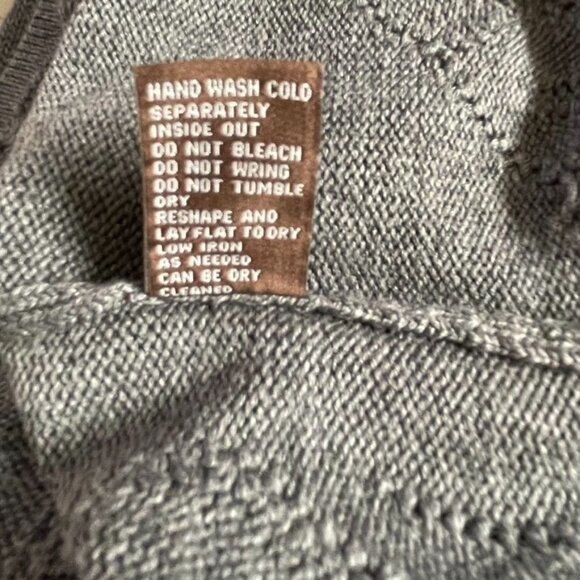 HAND WASH COLD
SEPARATELY
INSIDE OUT
DO NOT BLEACH
DO NOT WRING
DO NOT TUMBLE
DRY
RESHAPE AND
LAY FLAT TO DRY
LOW IRON
AS NEEDED
CAN BE DRY
CLEANED